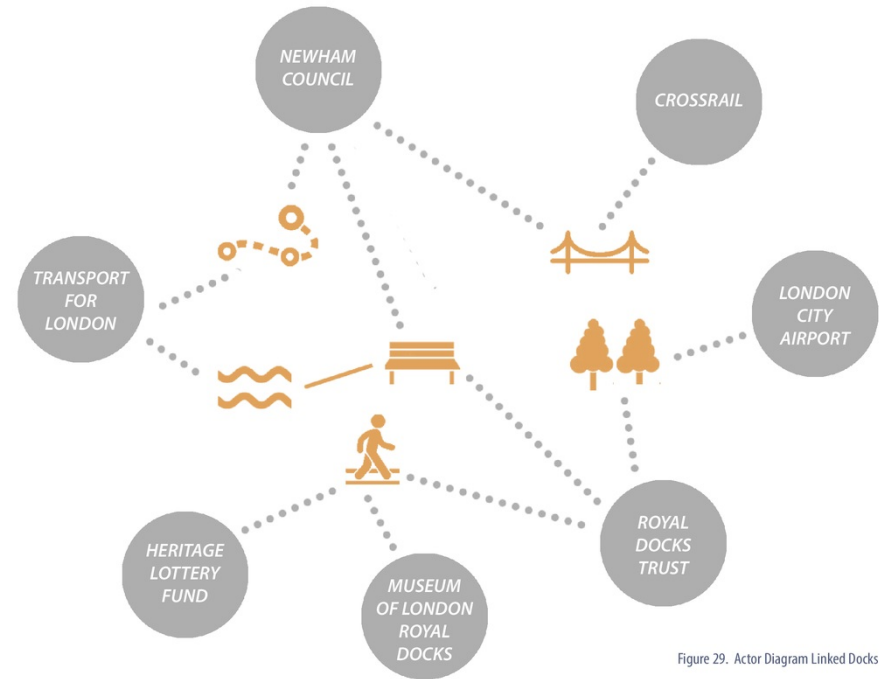 NEWHAM
COUNCIL
CROSSRAIL
TRANSPORT
FOR
LONDON
LONDON
CITY
AIRPORT
HERITAGE
LOTTERY
FUND
MUSEUM
OF LONDON
ROYAL
DOCKS
ROYAL
DOCKS
TRUST
Figure 29. Actor Diagram Linked Docks